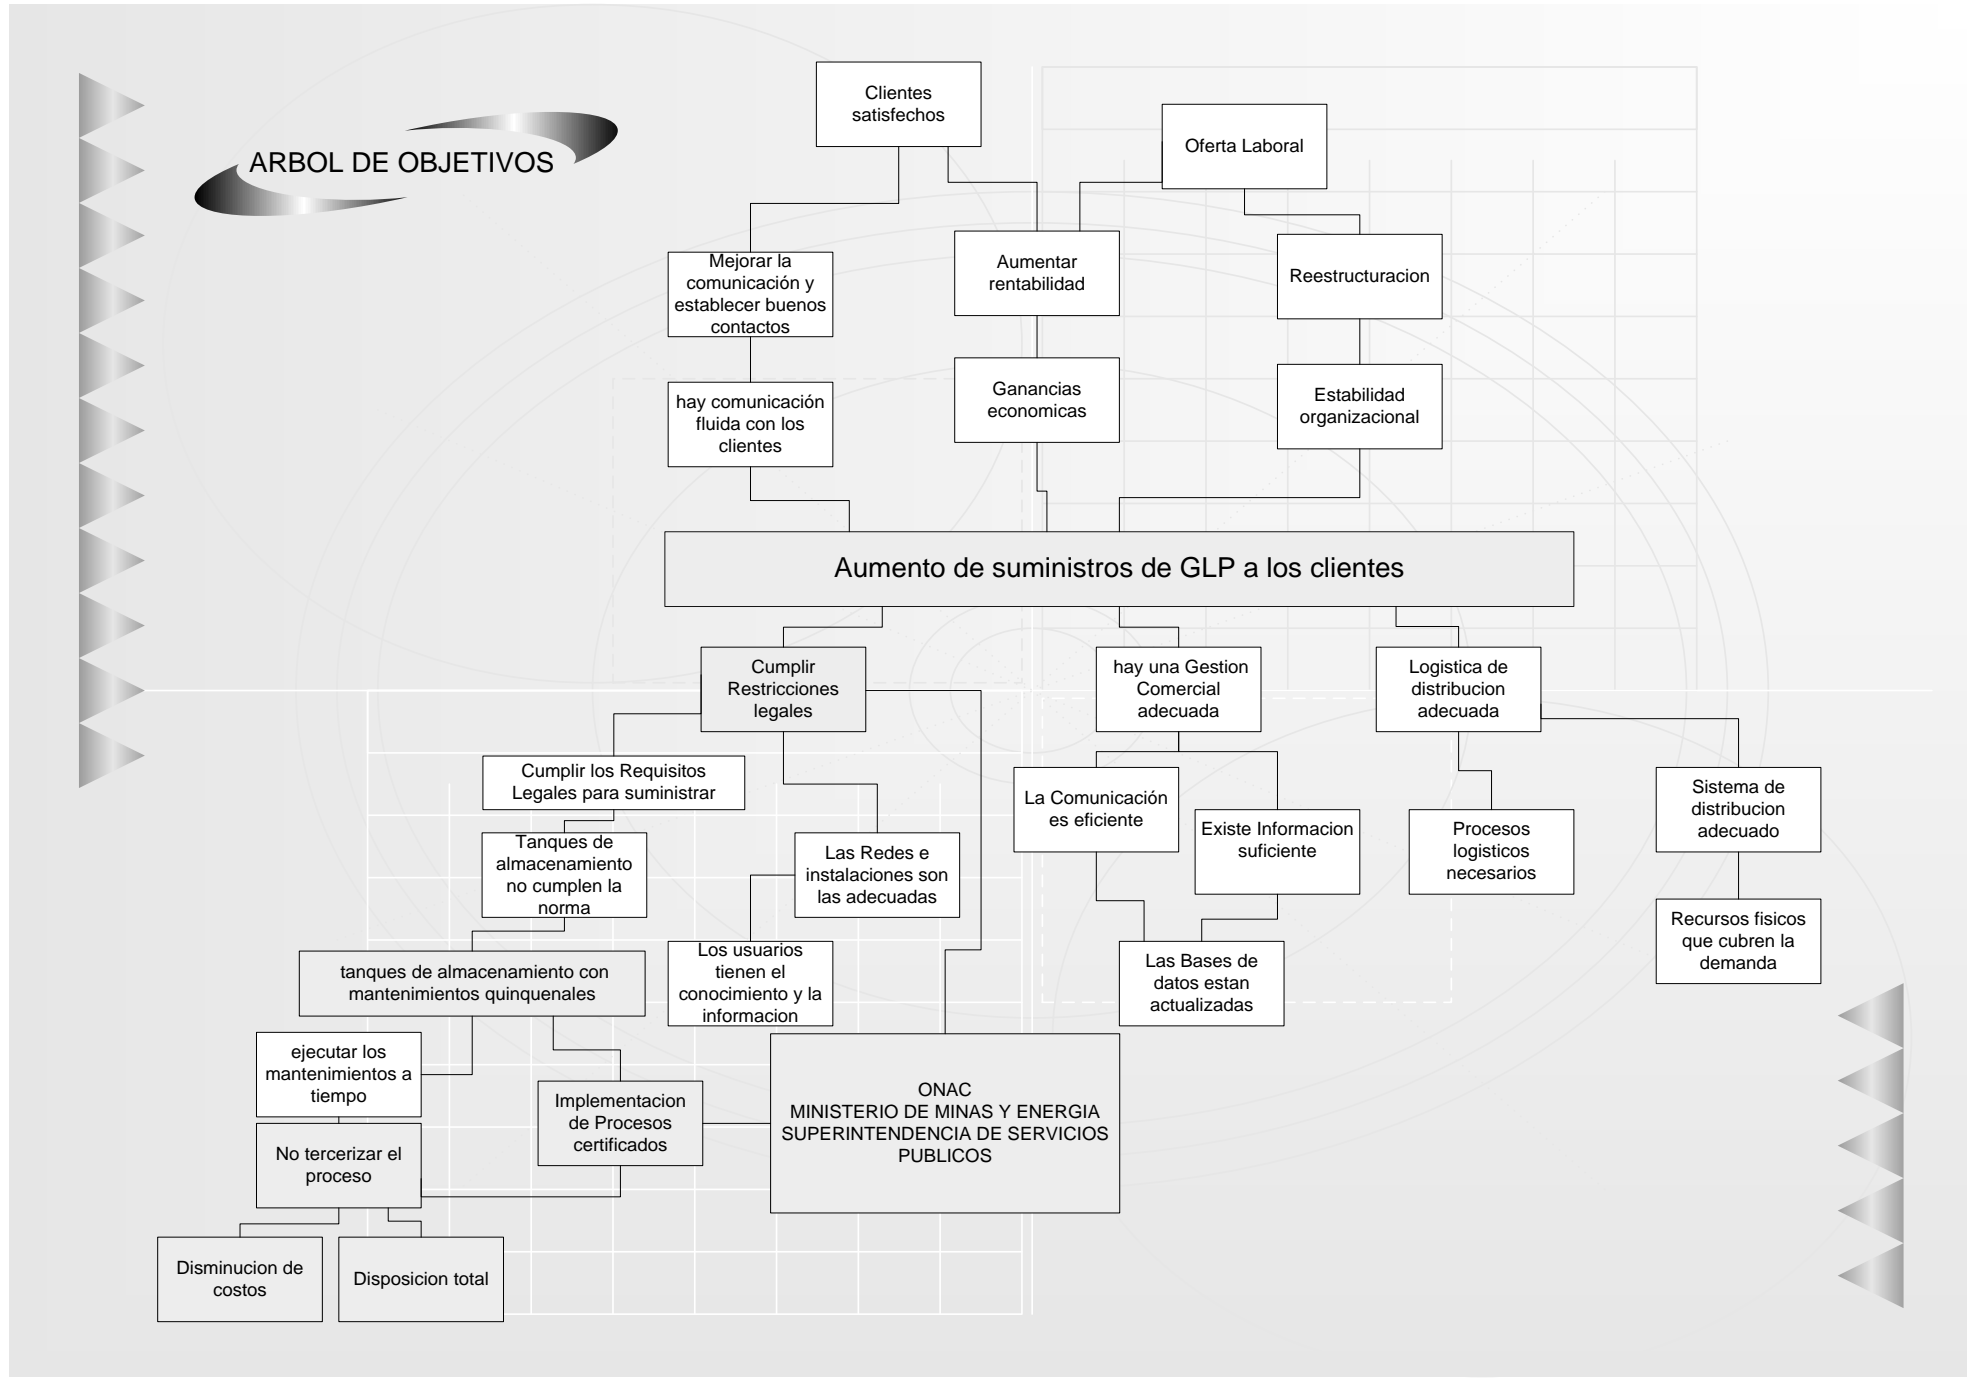 ARBOL DE OBJETIVOS
Clientes
satisfechos
Oferta Laboral
Mejorar la
comunicación y
establecer buenos
contactos
Aumentar
rentabilidad
Reestructuracion
hay comunicación
fluida con los
clientes
Ganancias
economicas
Estabilidad
organizacional
Aumento de suministros de GLP a los clientes
Cumplir
Restricciones
legales
hay una Gestion
Comercial
adecuada
Logistica de
distribucion
adecuada
Cumplir los Requisitos
Legales para suministrar
La Comunicación
es eficiente
Existe Informacion
suficiente
Procesos
logisticos
necesarios
Sistema de
distribucion
adecuado
Tanques de
almacenamiento
no cumplen la
norma
Las Redes e
instalaciones son
las adecuadas
Recursos fisicos
que cubren la
demanda
tanques de almacenamiento con
mantenimientos quinquenales
Los usuarios
tienen el
conocimiento y la
informacion
Las Bases de
datos estan
actualizadas
ejecutar los
mantenimientos a
tiempo
Implementacion
de Procesos
certificados
ONAC
MINISTERIO DE MINAS Y ENERGIA
SUPERINTENDENCIA DE SERVICIOS
PUBLICOS
No tercerizar el
proceso
Disminucion de
costos
Disposicion total